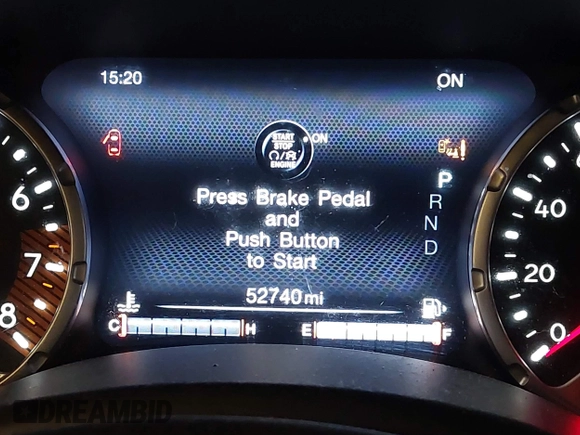 15:20
ON
START
STOP
ENGINE
ON
Press Brake Pedal
and
Push Button
to Start
P
R
N
D
52740 mi
C H
E F
6
7
8
40
20
0
DREAMBID